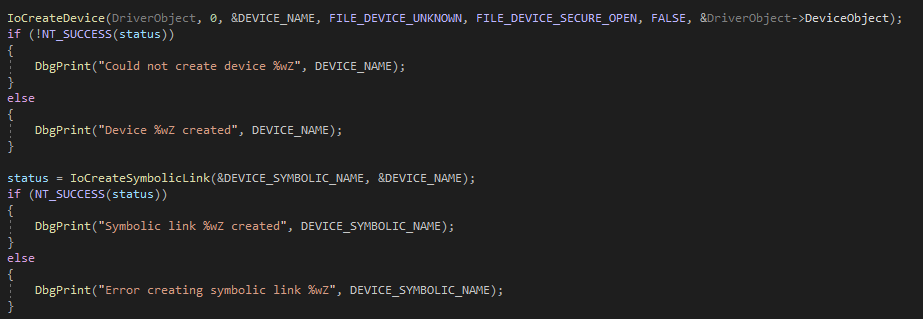 IoCreateDevice(DriverObject, 0, &DEVICE_NAME, FILE_DEVICE_UNKNOWN, FILE_DEVICE_SECURE_OPEN, FALSE, &DriverObject->DeviceObject);
if (!NT_SUCCESS(status))
{
    DbgPrint("Could not create device %wZ", DEVICE_NAME);
}
else
{
    DbgPrint("Device %wZ created", DEVICE_NAME);
}

status = IoCreateSymbolicLink(&DEVICE_SYMBOLIC_NAME, &DEVICE_NAME);
if (NT_SUCCESS(status))
{
    DbgPrint("Symbolic link %wZ created", DEVICE_SYMBOLIC_NAME);
}
else
{
    DbgPrint("Error creating symbolic link %wZ", DEVICE_SYMBOLIC_NAME);
}